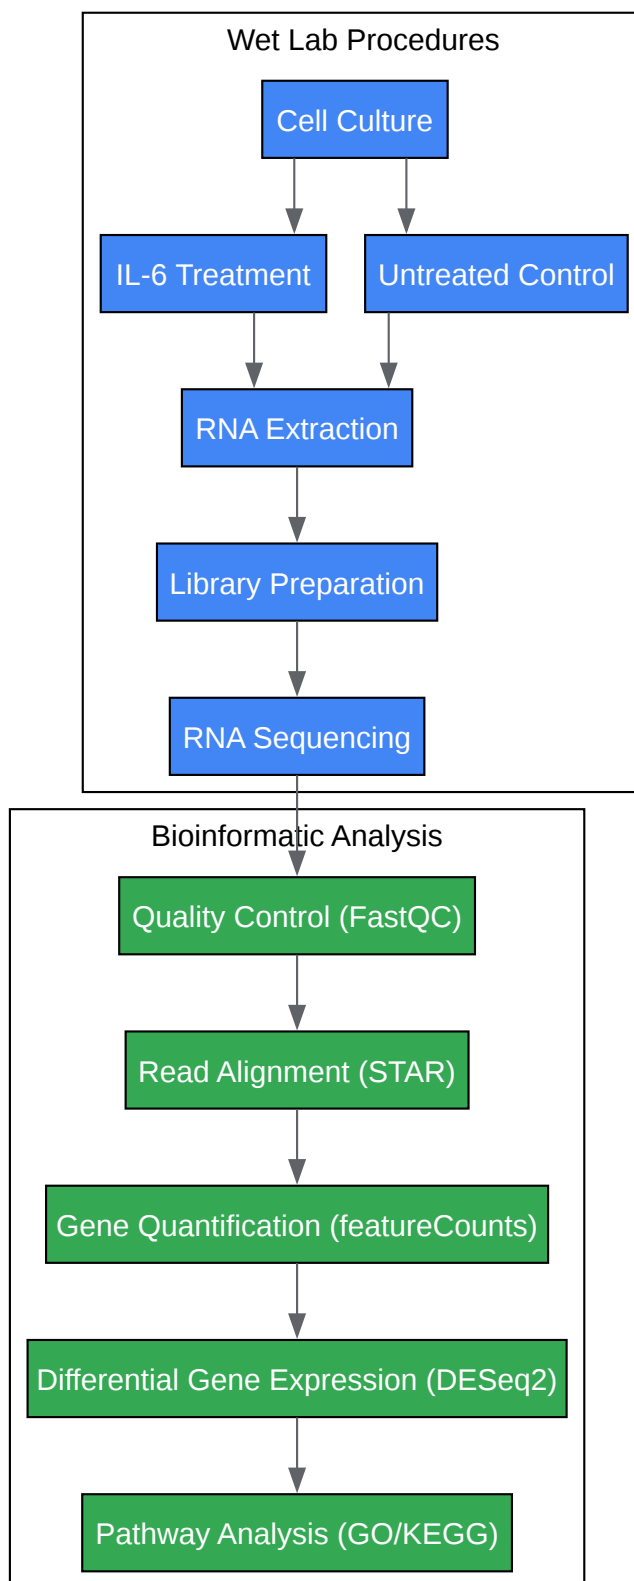 Wet Lab Procedures
Cell Culture
IL-6 Treatment
Untreated Control
RNA Extraction
Library Preparation
RNA Sequencing
Bioinformatic Analysis
Quality Control (FastQC)
Read Alignment (STAR)
Gene Quantification (featureCounts)
Differential Gene Expression (DESeq2)
Pathway Analysis (GO/KEGG)